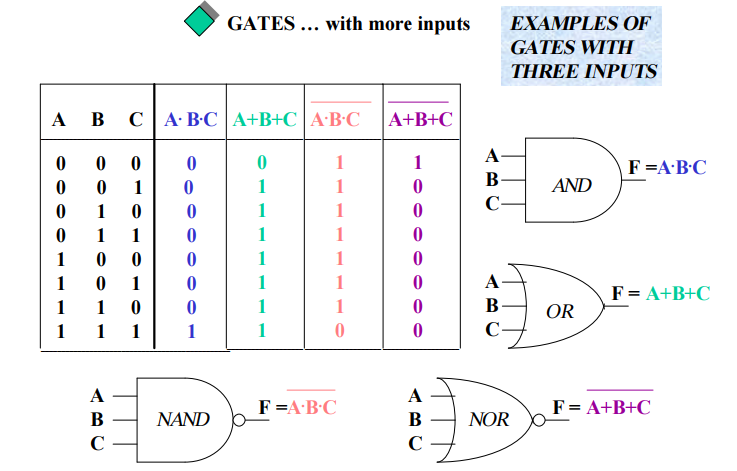 GATES … with more inputs
EXAMPLES OF
GATES WITH
THREE INPUTS
A B C A·B·C A+B+C A̅·̅B̅·̅C̅ A̅+̅B̅+̅C̅
0 0 0 0 0 1 1
0 0 1 0 1 1 0
0 1 0 0 1 1 0
0 1 1 0 1 1 0
1 0 0 0 1 1 0
1 0 1 0 1 1 0
1 1 0 0 1 1 0
1 1 1 1 1 0 0
A
B
C
AND
F =A·B·C
A
B
C
OR
F = A+B+C
A
B
C
NAND
F =A̅·̅B̅·̅C̅
A
B
C
NOR
F = A̅+̅B̅+̅C̅